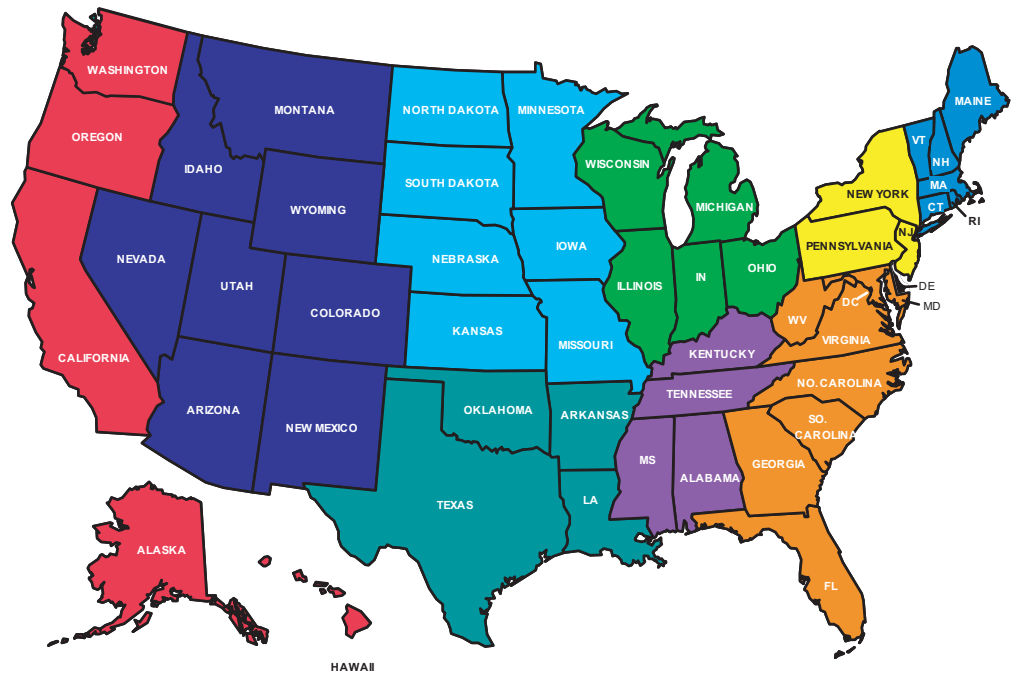 WASHINGTON
OREGON
CALIFORNIA
NEVADA
IDAHO
MONTANA
WYOMING
UTAH
COLORADO
ARIZONA
NEW MEXICO
NORTH DAKOTA
SOUTH DAKOTA
NEBRASKA
KANSAS
MINNESOTA
IOWA
MISSOURI
WISCONSIN
ILLINOIS
MICHIGAN
IN
OHIO
KENTUCKY
TENNESSEE
MS
ALABAMA
OKLAHOMA
ARKANSAS
TEXAS
LA
MAINE
VT
NH
MA
CT
RI
NEW YORK
PENNSYLVANIA
NJ
DE
MD
DC
WV
VIRGINIA
NO. CAROLINA
SO.
CAROLINA
GEORGIA
FL
ALASKA
HAWAII